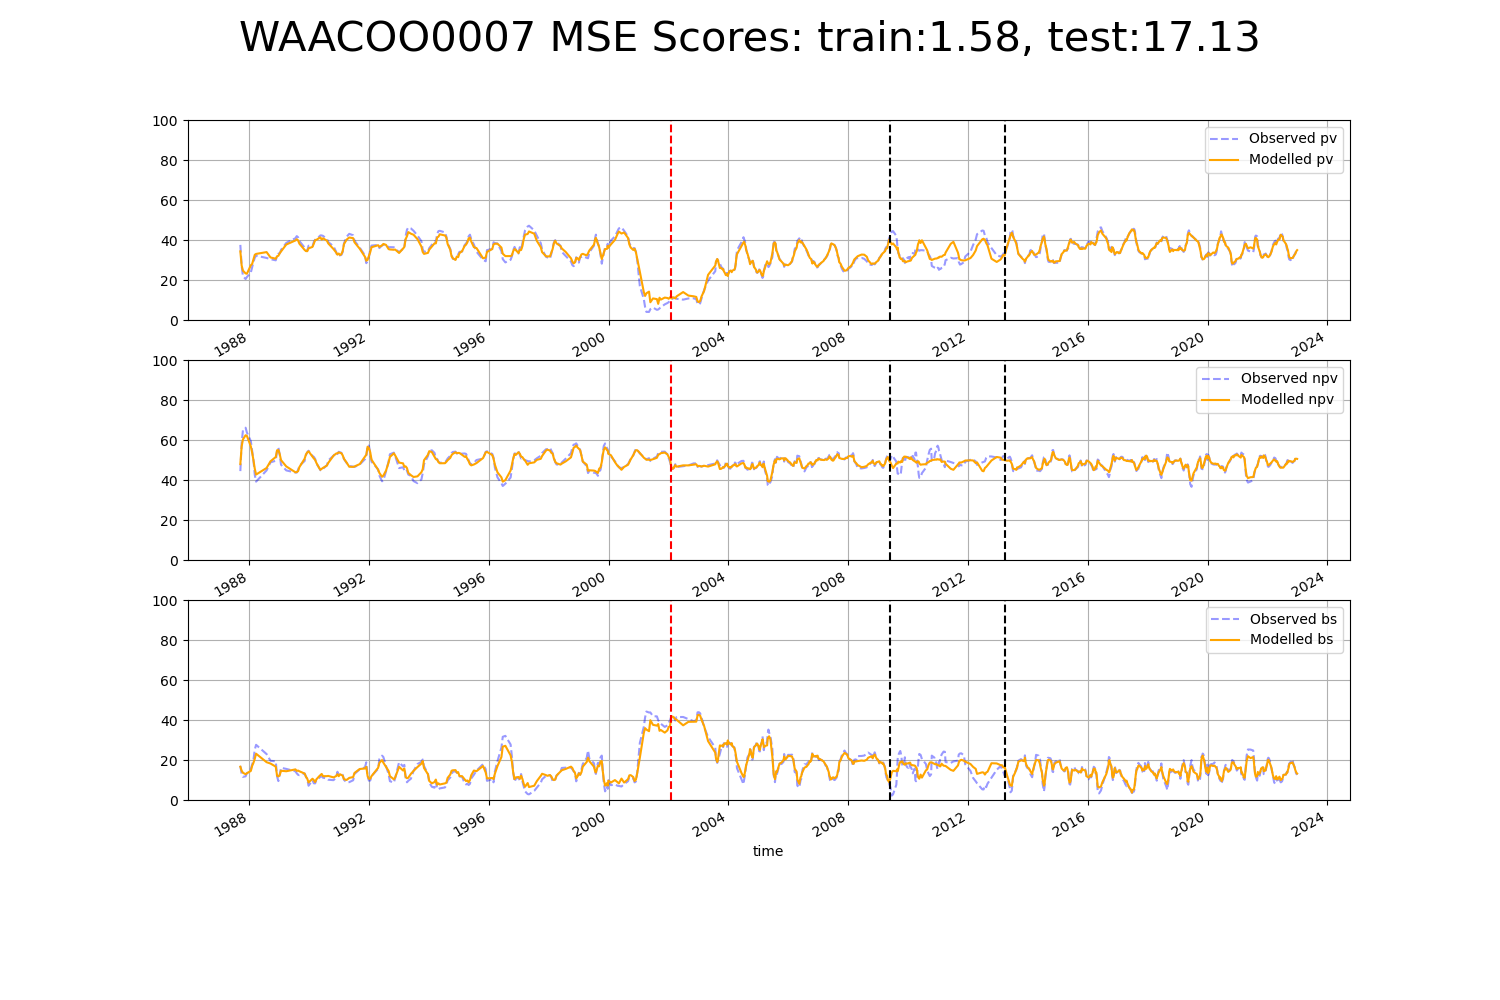 WAACOO0007 MSE Scores: train:1.58, test:17.13
100
80
60
40
20
0
Observed pv
Modelled pv
1988 1992 1996 2000 2004 2008 2012 2016 2020 2024
100
80
60
40
20
0
Observed npv
Modelled npv
1988 1992 1996 2000 2004 2008 2012 2016 2020 2024
100
80
60
40
20
0
Observed bs
Modelled bs
1988 1992 1996 2000 2004 2008 2012 2016 2020 2024
time